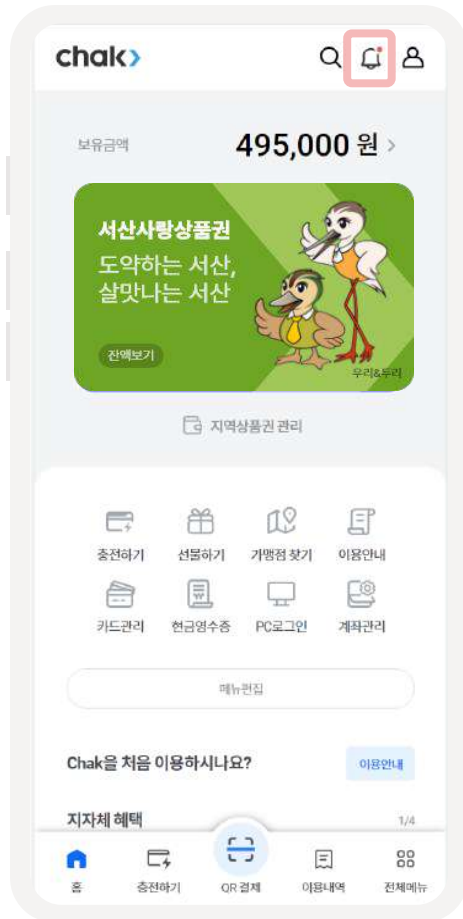 chak
보유금액 495,000 원 >
서산사랑상품권
도약하는 서산,
살맛나는 서산
잔액보기
우리&두리
지역상품권 관리
충전하기 선물하기 가맹점 찾기 이용안내
카드관리 현금영수증 PC로그인 계좌관리
메뉴편집
Chak을 처음 이용하시나요? 이용안내
지자체 혜택 1/4
홈 충전하기 QR 결제 이용내역 전체메뉴